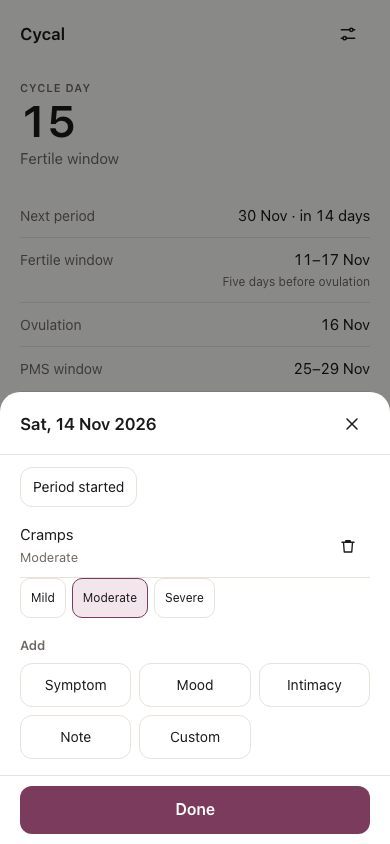 Cycal
CYCLE DAY
15
Fertile window
Next period 30 Nov · in 14 days
Fertile window 11–17 Nov
Five days before ovulation
Ovulation 16 Nov
PMS window 25–29 Nov
Sat, 14 Nov 2026
Period started
Cramps
Moderate
Mild Moderate Severe
Add
Symptom Mood Intimacy
Note Custom
Done